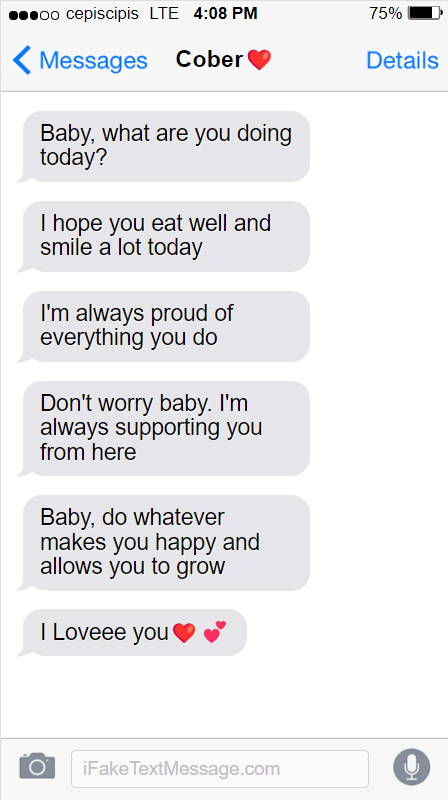 cepiscipis LTE 4:08 PM 75%
Messages Cober❤️ Details
Baby, what are you doing
today?
I hope you eat well and
smile a lot today
I'm always proud of
everything you do
Don't worry baby. I'm
always supporting you
from here
Baby, do whatever
makes you happy and
allows you to grow
I Loveee you❤️ 💕
iFakeTextMessage.com